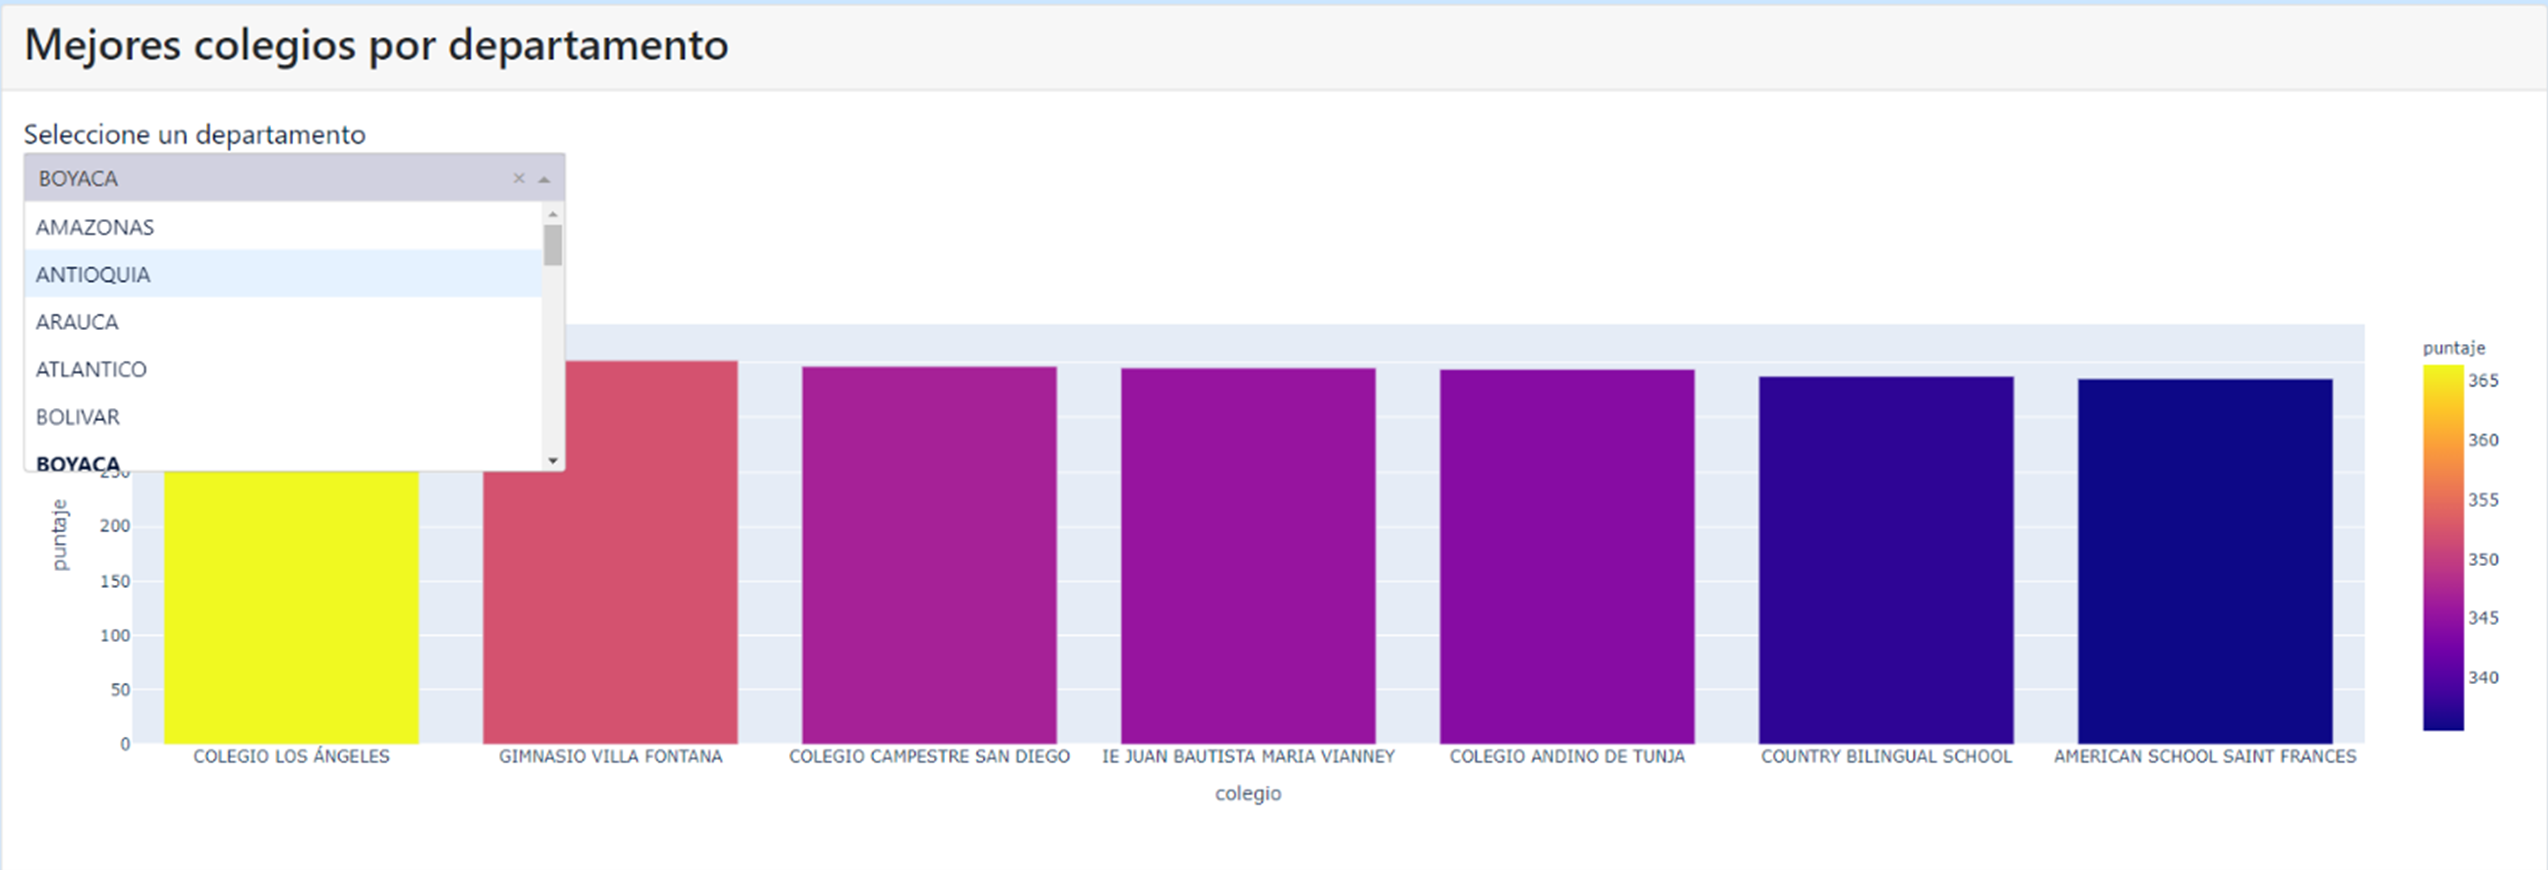 Mejores colegios por departamento
Seleccione un departamento
BOYACA × 
AMAZONAS
ANTIOQUIA
ARAUCA
ATLANTICO
BOLIVAR
BOYACA
puntaje
250
200
150
100
50
0
COLEGIO LOS ÁNGELES
GIMNASIO VILLA FONTANA
COLEGIO CAMPESTRE SAN DIEGO
IE JUAN BAUTISTA MARIA VIANNEY
COLEGIO ANDINO DE TUNJA
COUNTRY BILINGUAL SCHOOL
AMERICAN SCHOOL SAINT FRANCES
colegio
puntaje
365
360
355
350
345
340